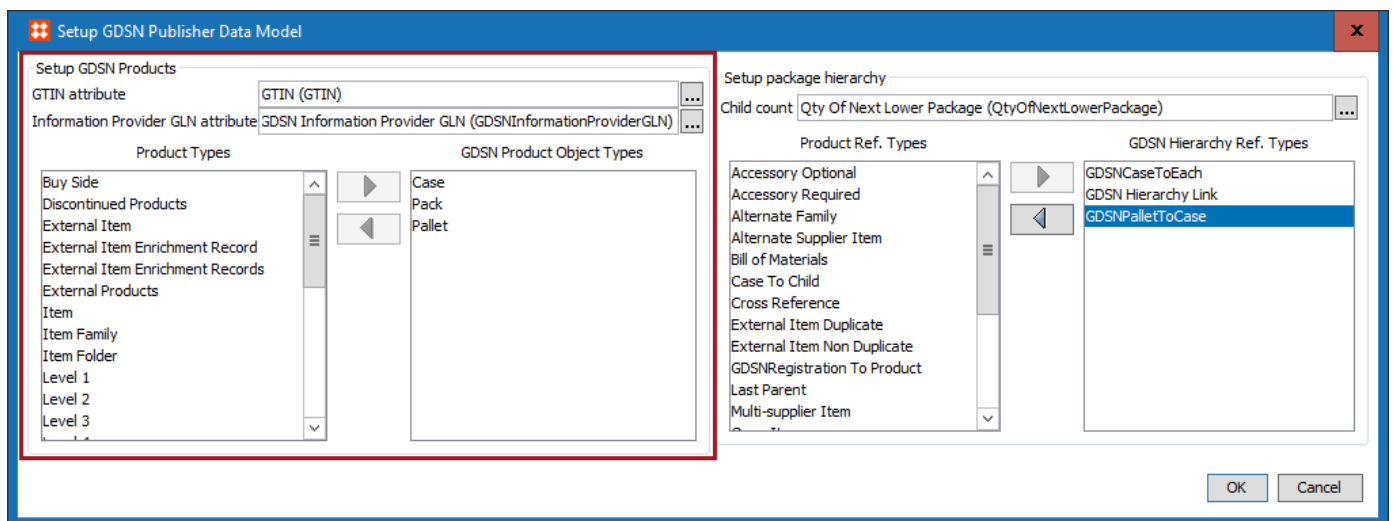 Setup GDSN Publisher Data Model
x
Setup GDSN Products
GTIN attribute GTIN (GTIN) ...
Information Provider GLN attribute GDSN Information Provider GLN (GDSNInformationProviderGLN) ...
Product Types
GDSN Product Object Types
Buy Side
Discontinued Products
External Item
External Item Enrichment Record
External Item Enrichment Records
External Products
Item
Item Family
Item Folder
Level 1
Level 2
Level 3
Case
Pack
Pallet
Setup package hierarchy
Child count Qty Of Next Lower Package (QtyOfNextLowerPackage) ...
Product Ref. Types
GDSN Hierarchy Ref. Types
Accessory Optional
Accessory Required
Alternate Family
Alternate Supplier Item
Bill of Materials
Case To Child
Cross Reference
External Item Duplicate
External Item Non Duplicate
GDSNRegistration To Product
Last Parent
Multi-supplier Item
GDSNCaseToEach
GDSN Hierarchy Link
GDSNPalletToCase
OK
Cancel